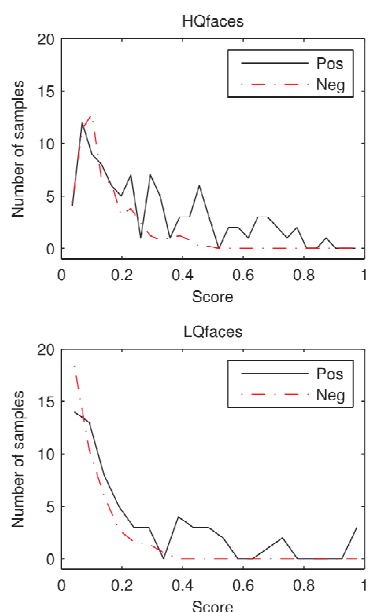 HQfaces
20
15
10
5
0
Number of samples
Pos
Neg
0 0.2 0.4 0.6 0.8 1
Score
LQfaces
20
15
10
5
0
Number of samples
Pos
Neg
0 0.2 0.4 0.6 0.8 1
Score